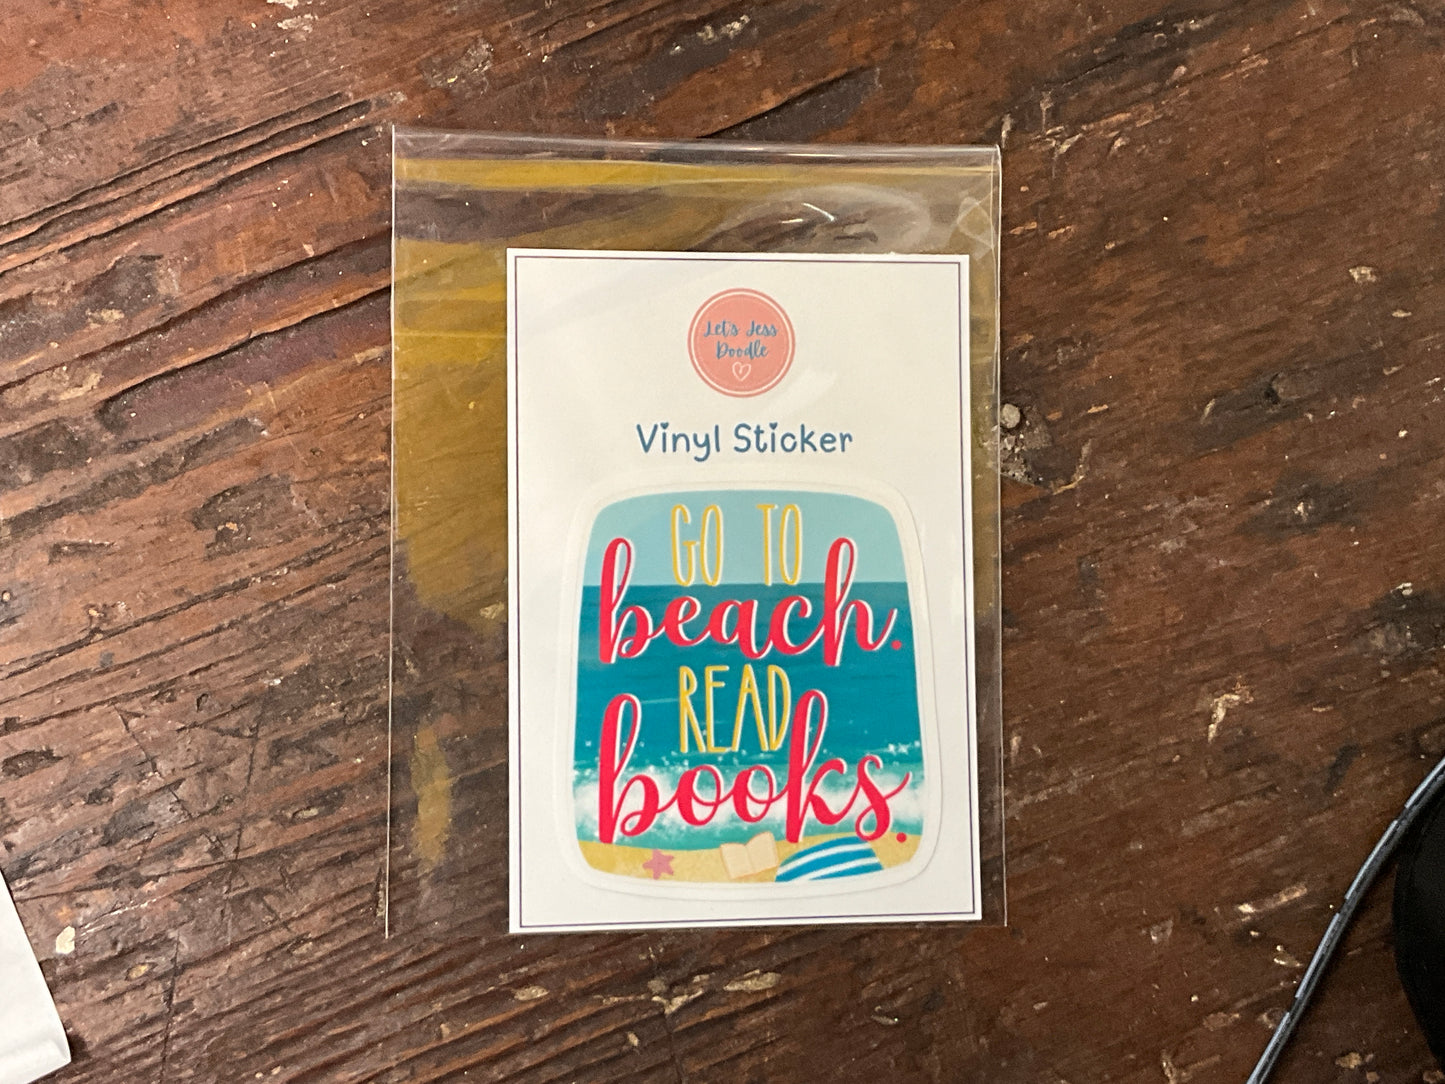 Let's Jess
Doodle
Vinyl Sticker
GO TO
beach.
READ
books.